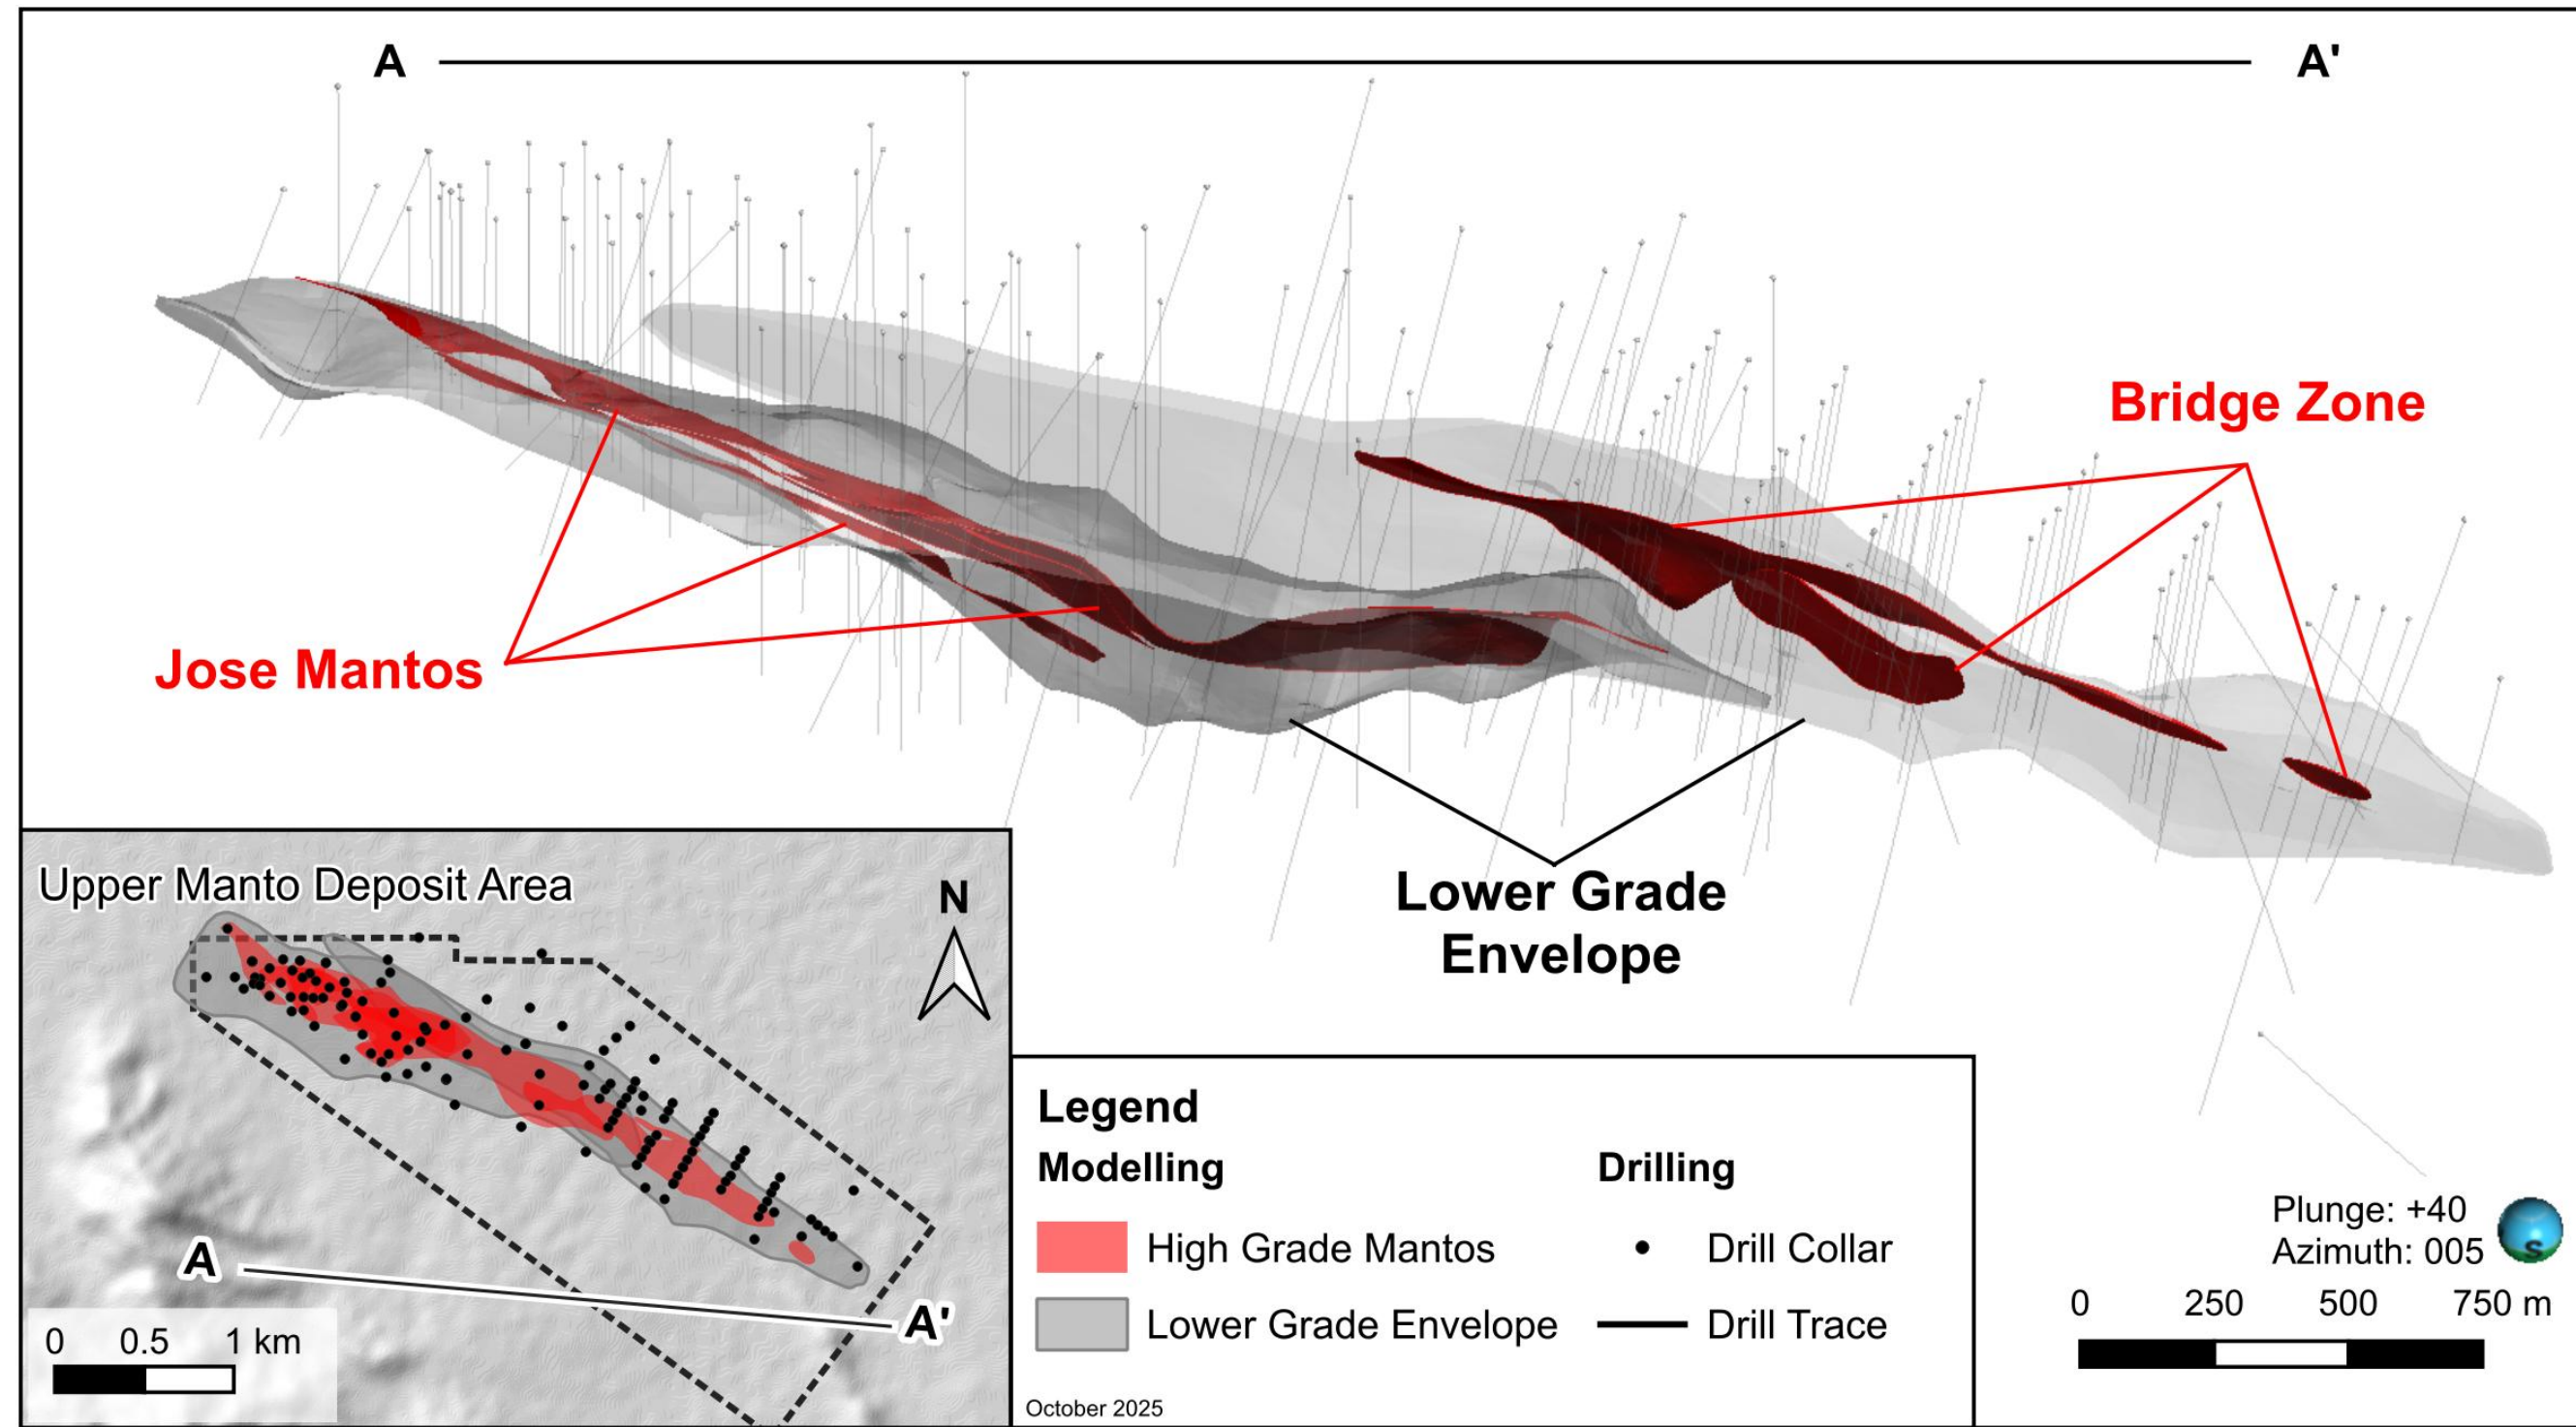 A
A'
Bridge Zone
Jose Mantos
Lower Grade
Envelope
Upper Manto Deposit Area
N
A
A'
0 0.5 1 km
Legend
Modelling
Drilling
High Grade Mantos
Drill Collar
Lower Grade Envelope
Drill Trace
October 2025
Plunge: +40
Azimuth: 005
S
0 250 500 750 m